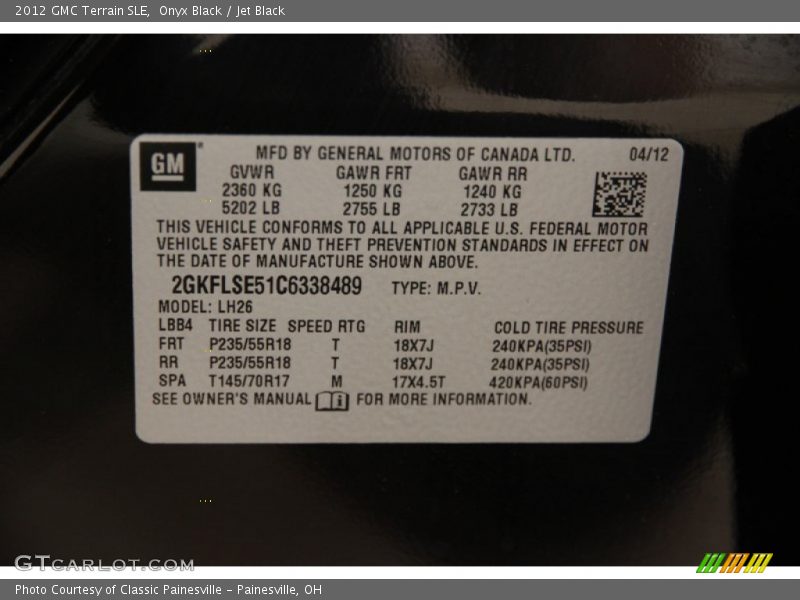 2012 GMC Terrain SLE, Onyx Black / Jet Black
GM
MFD BY GENERAL MOTORS OF CANADA LTD. 04/12
GVWR GAWR FRT GAWR RR
2360 KG 1250 KG 1240 KG
5202 LB 2755 LB 2733 LB
THIS VEHICLE CONFORMS TO ALL APPLICABLE U.S. FEDERAL MOTOR
VEHICLE SAFETY AND THEFT PREVENTION STANDARDS IN EFFECT ON
THE DATE OF MANUFACTURE SHOWN ABOVE.
2GKFLSE51C6338489 TYPE: M.P.V.
MODEL: LH26
LBB4 TIRE SIZE SPEED RTG RIM COLD TIRE PRESSURE
FRT P235/55R18 T 18X7J 240KPA(35PSI)
RR P235/55R18 T 18X7J 240KPA(35PSI)
SPA T145/70R17 M 17X4.5T 420KPA(60PSI)
SEE OWNER'S MANUAL FOR MORE INFORMATION.
GTCARLOT.COM
Photo Courtesy of Classic Painesville - Painesville, OH